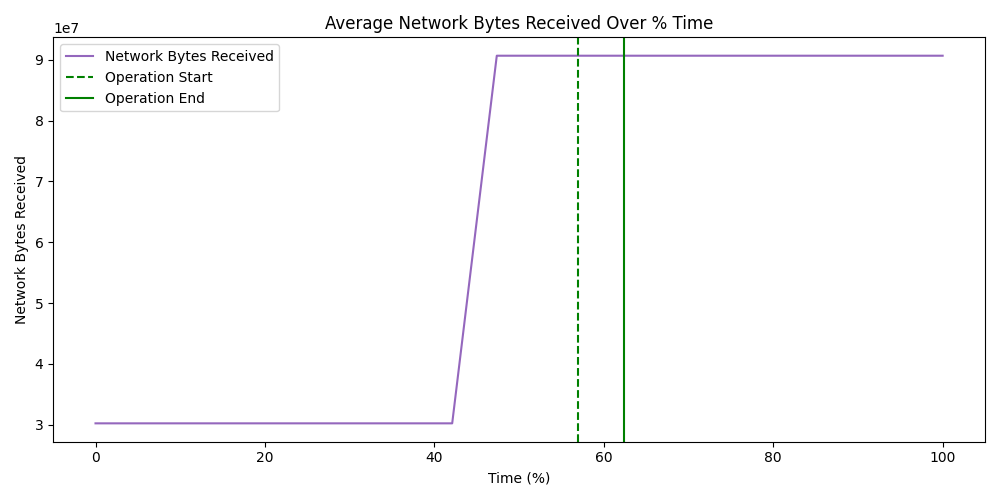 Average Network Bytes Received Over % Time
1e7
Network Bytes Received
Operation Start
Operation End
9
8
7
6
5
4
3
Network Bytes Received
0 20 40 60 80 100
Time (%)